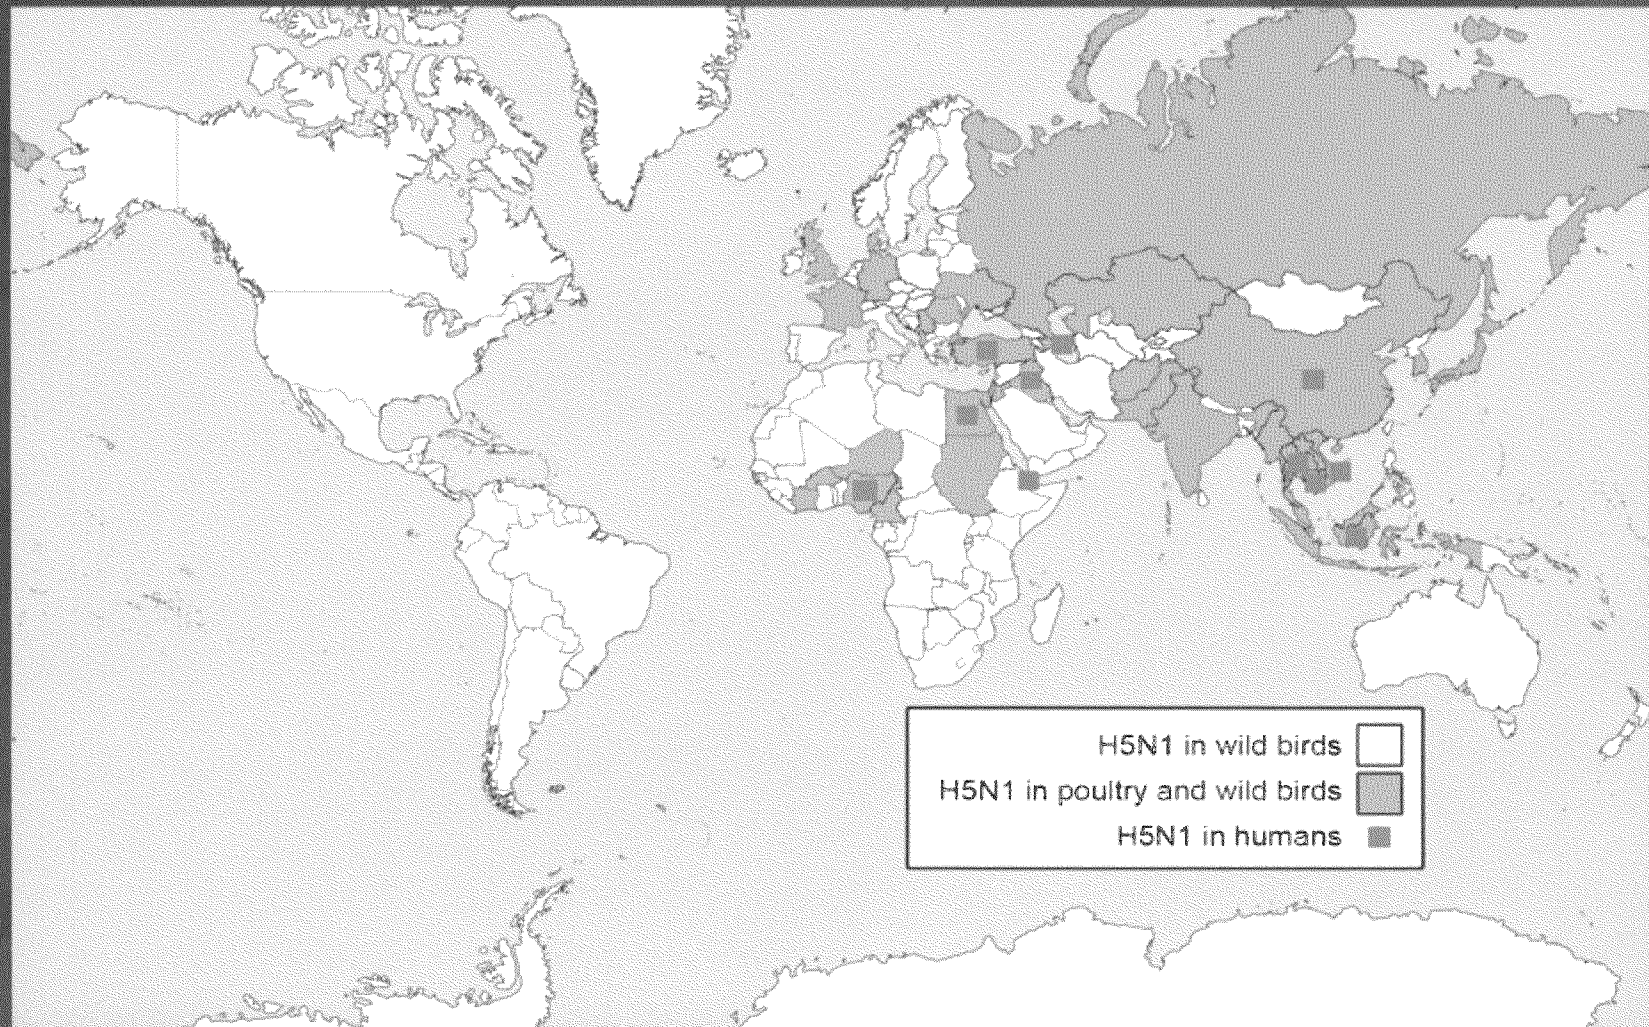 H5N1 in wild birds
H5N1 in poultry and wild birds
H5N1 in humans